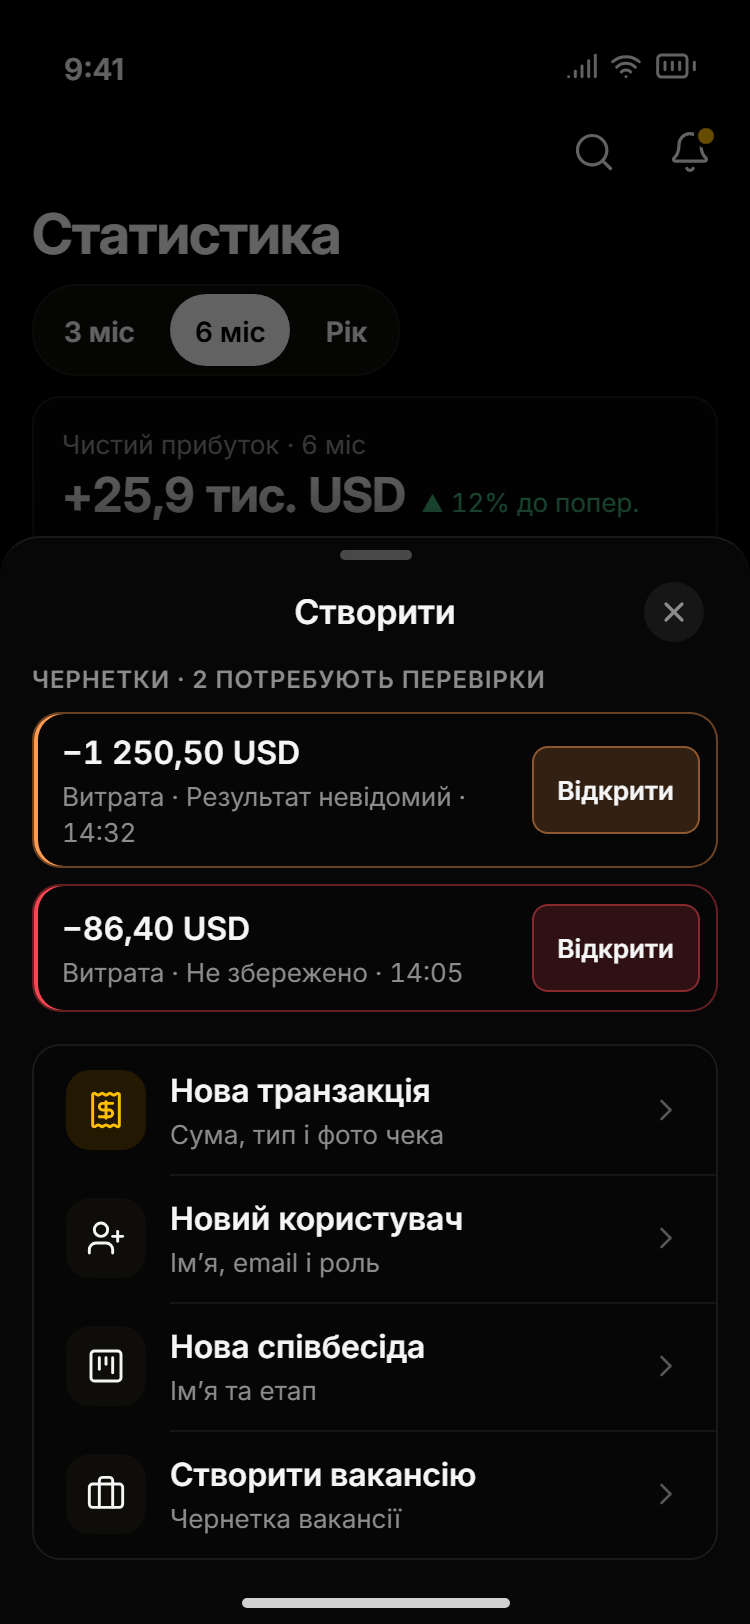 9:41
Статистика
3 міс
6 міс
Рік
Чистий прибуток · 6 міс
+25,9 тис. USD ▲ 12% до попер.
Створити
ЧЕРНЕТКИ · 2 ПОТРЕБУЮТЬ ПЕРЕВІРКИ
−1 250,50 USD
Витрата · Результат невідомий ·
14:32
Відкрити
−86,40 USD
Витрата · Не збережено · 14:05
Відкрити
Нова транзакція
Сума, тип і фото чека
Новий користувач
Ім’я, email і роль
Нова співбесіда
Ім’я та етап
Створити вакансію
Чернетка вакансії